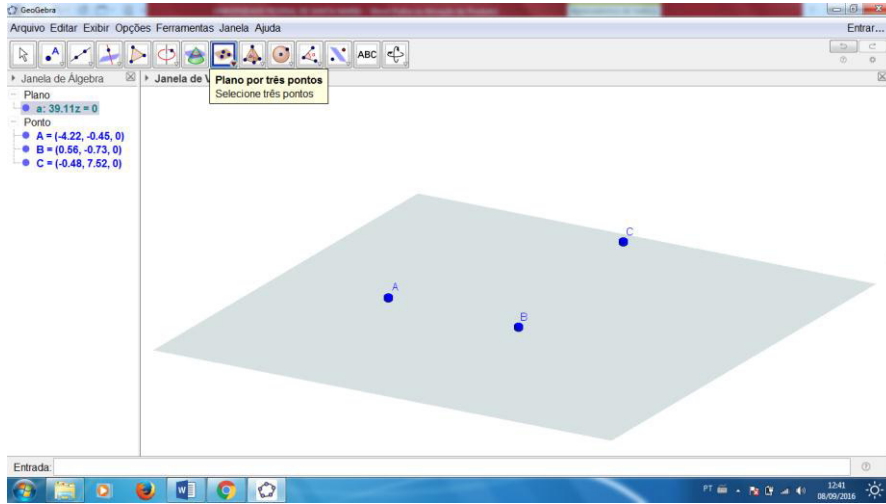 GeoGebra
Arquivo Editar Exibir Opções Ferramentas Janela Ajuda
Entrar...
ABC
Janela de Álgebra
Janela de V
Plano por três pontos
Selecione três pontos
Plano
a: 39.11z = 0
Ponto
A = (-4.22, -0.45, 0)
B = (0.56, -0.73, 0)
C = (-0.48, 7.52, 0)
C
A
B
Entrada:
PT
12:41
08/09/2016